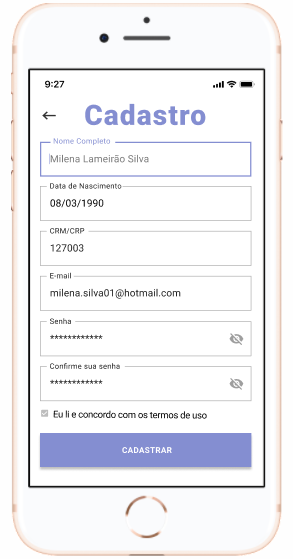 9:27
Cadastro
Nome Completo
Milena Lameirão Silva
Data de Nascimento
08/03/1990
CRM/CRP
127003
E-mail
milena.silva01@hotmail.com
Senha
************
Confirme sua senha
************
Eu li e concordo com os termos de uso
CADASTRAR